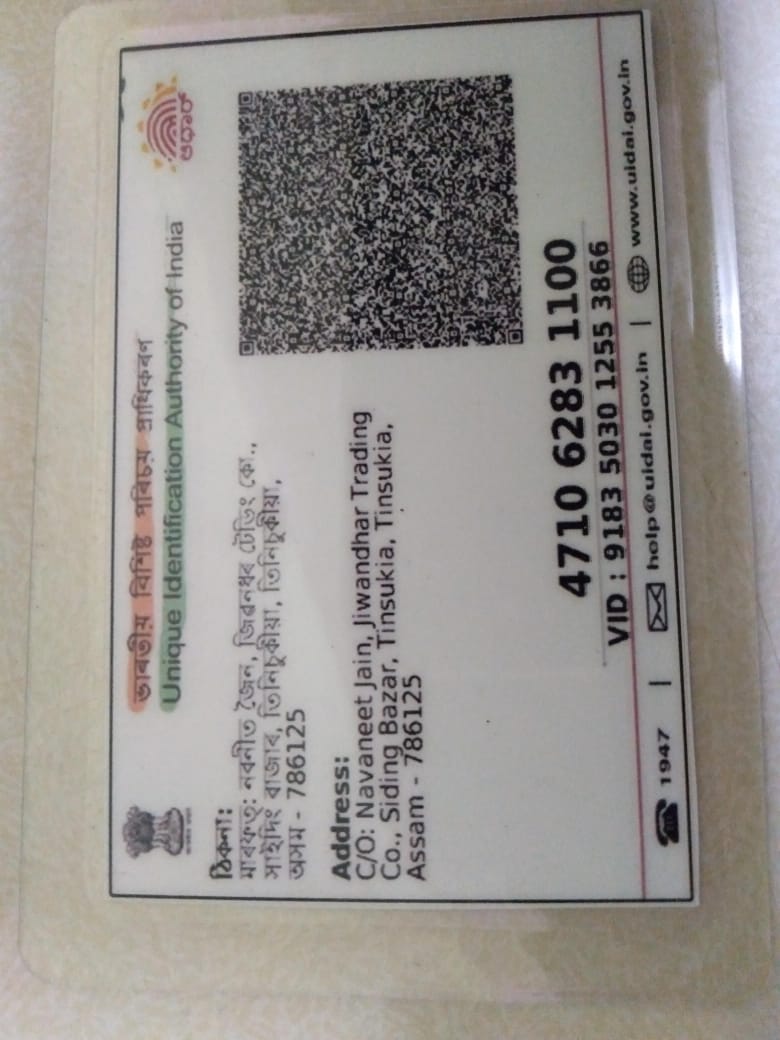 ভাৰতীয় বিশিষ্ট পৰিচয় প্ৰাধিকৰণ
Unique Identification Authority of India
ঠিকনা:
মাৰফত: নৱনীত জৈন, জিৱনধৰ ট্ৰেডিং কো.,
সাইদিং বাজাৰ, তিনিচুকীয়া, তিনিচুকীয়া,
অসম - 786125
Address:
C/O: Navaneet Jain, Jiwandhar Trading
Co., Siding Bazar, Tinsukia, Tinsukia,
Assam - 786125
4710 6283 1100
VID : 9183 5030 1255 3866
1947 | help@uidai.gov.in | www.uidai.gov.in